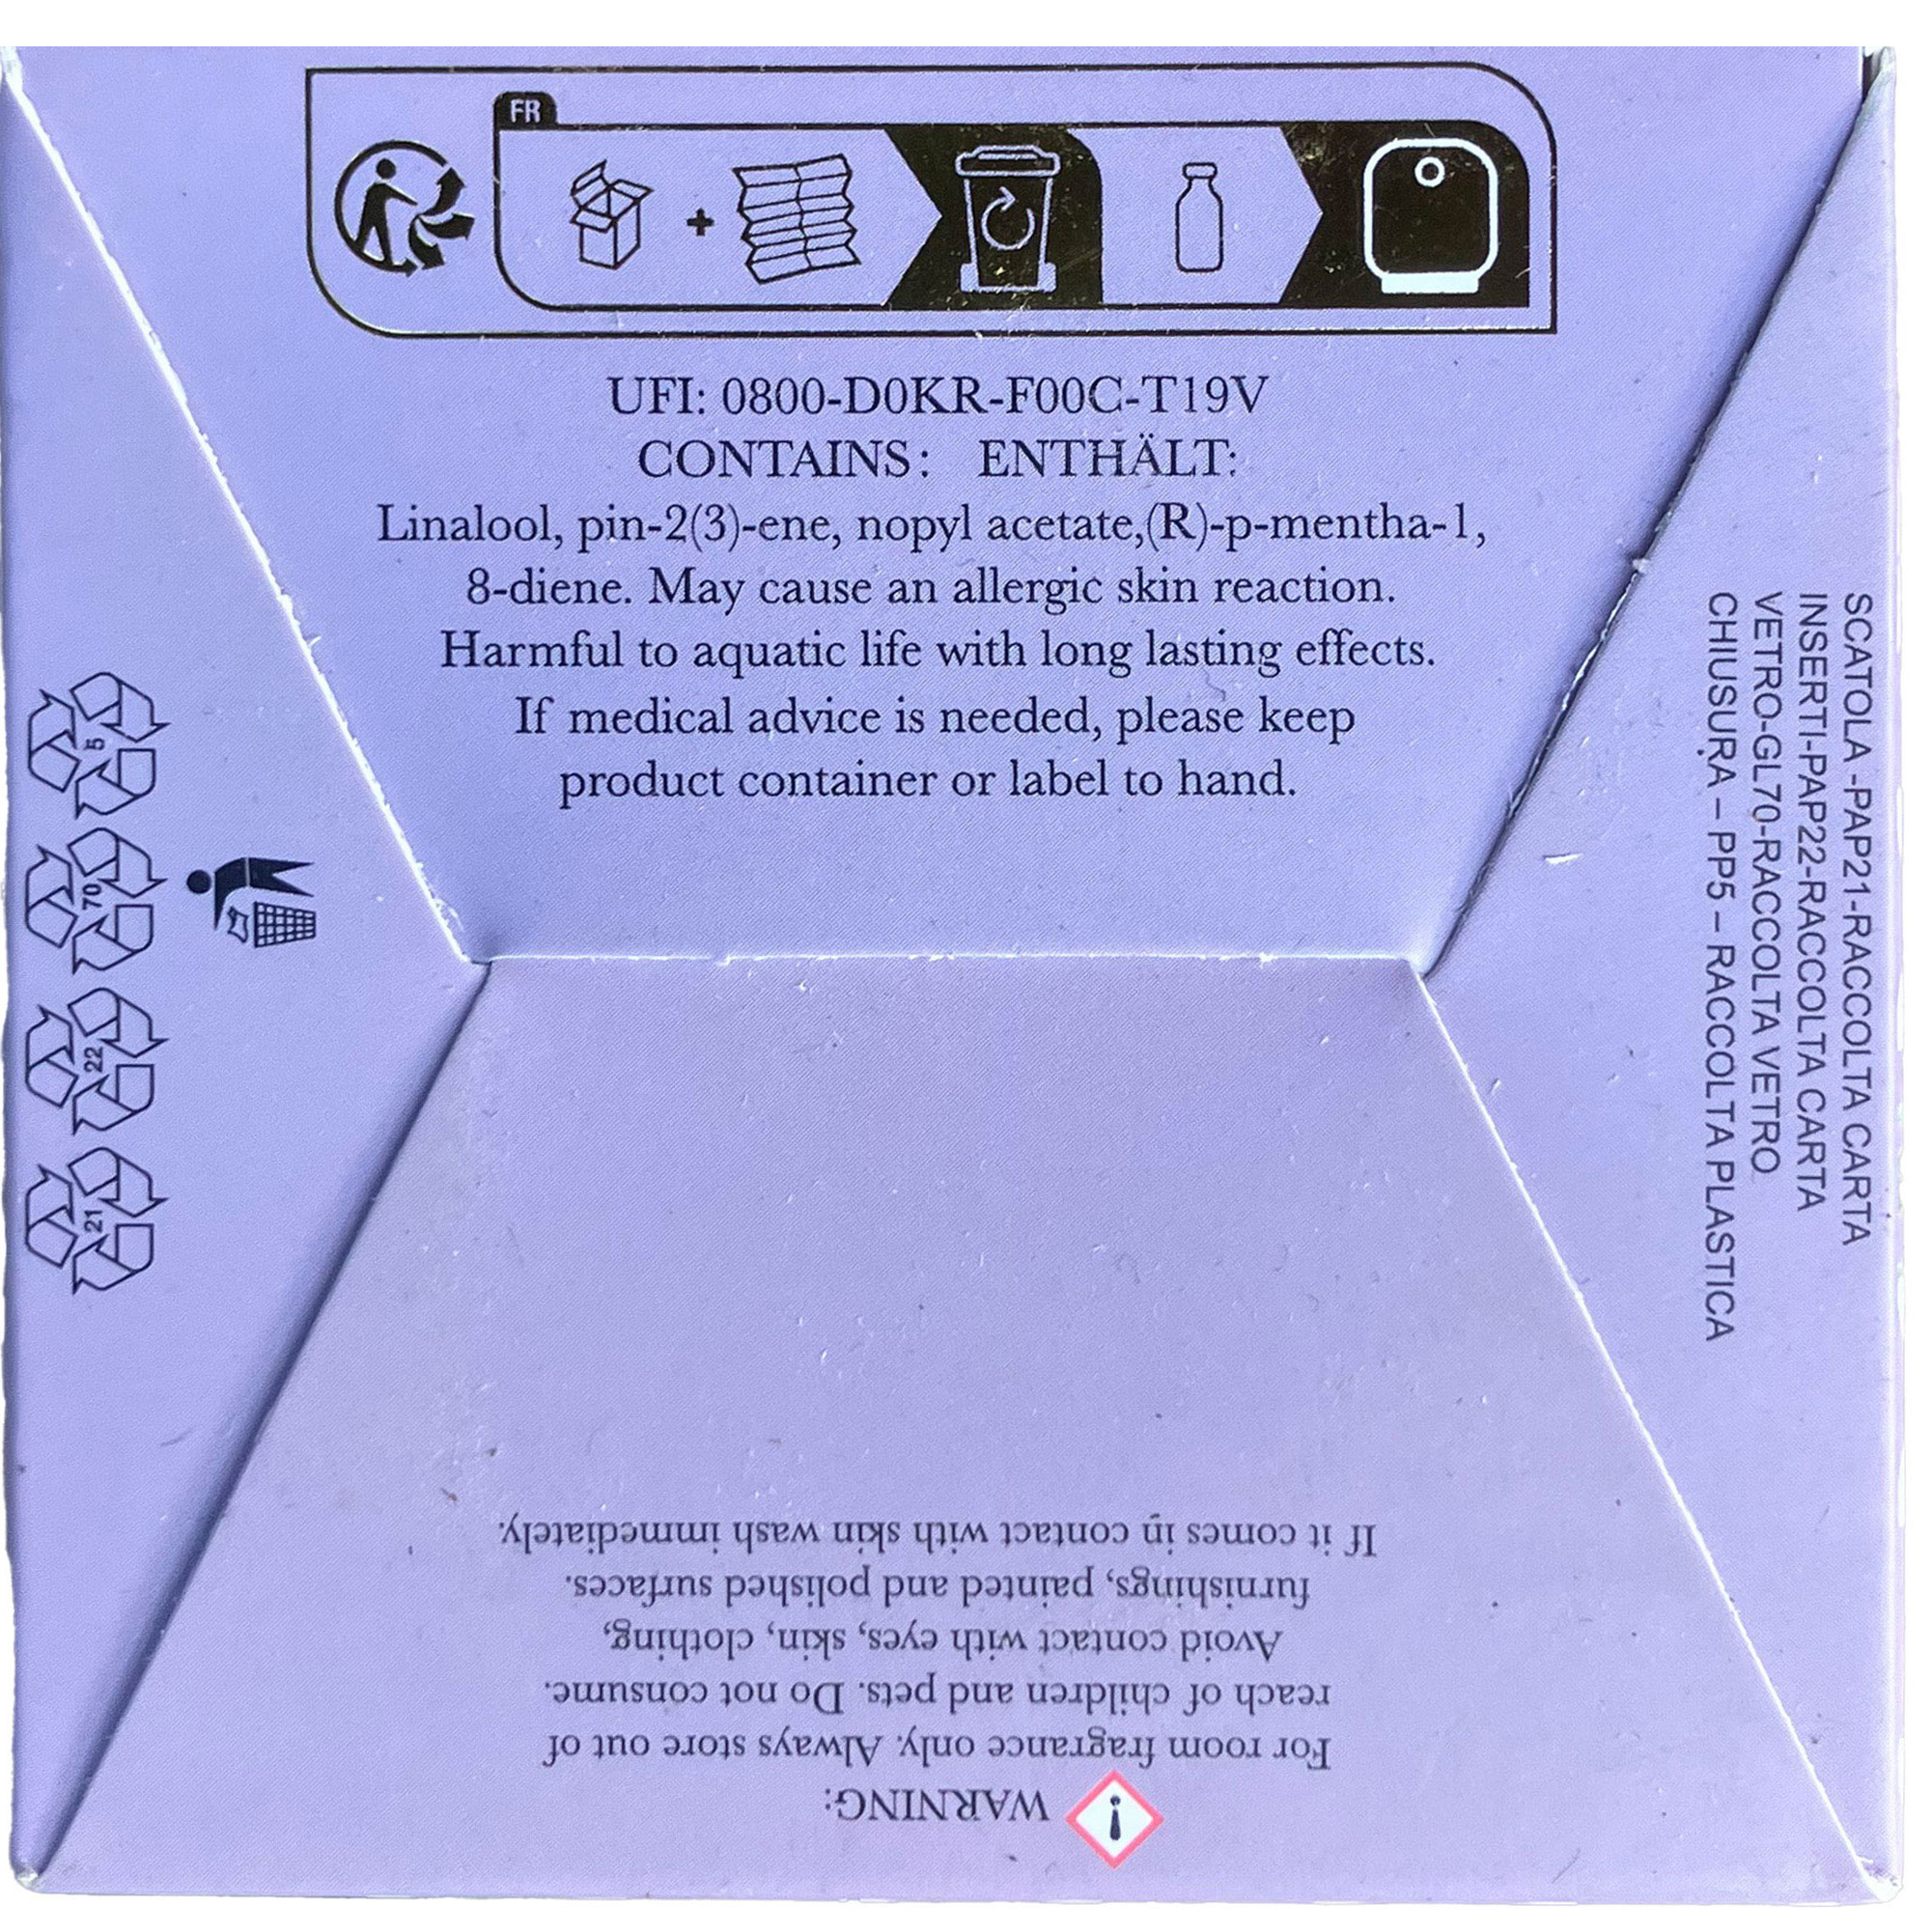 FR
UFI: 0800-D0KR-F00C-T19V
CONTAINS: ENTHÄLT:
Linalool, pin-2(3)-ene, nopyl acetate,(R)-p-mentha-1,
8-diene. May cause an allergic skin reaction.
Harmful to aquatic life with long lasting effects.
If medical advice is needed, please keep
product container or label to hand.
SCATOLA -PAP21-RACCOLTA CARTA
INSERTI-PAP22-RACCOLTA CARTA
VETRO-GL70-RACCOLTA VETRO
CHIUSURA – PP5 – RACCOLTA PLASTICA
5
70
22
21
WARNING:
For room fragrance only. Always store out of
reach of children and pets. Do not consume.
Avoid contact with eyes, skin, clothing,
furnishings, painted and polished surfaces.
If it comes in contact with skin wash immediately.